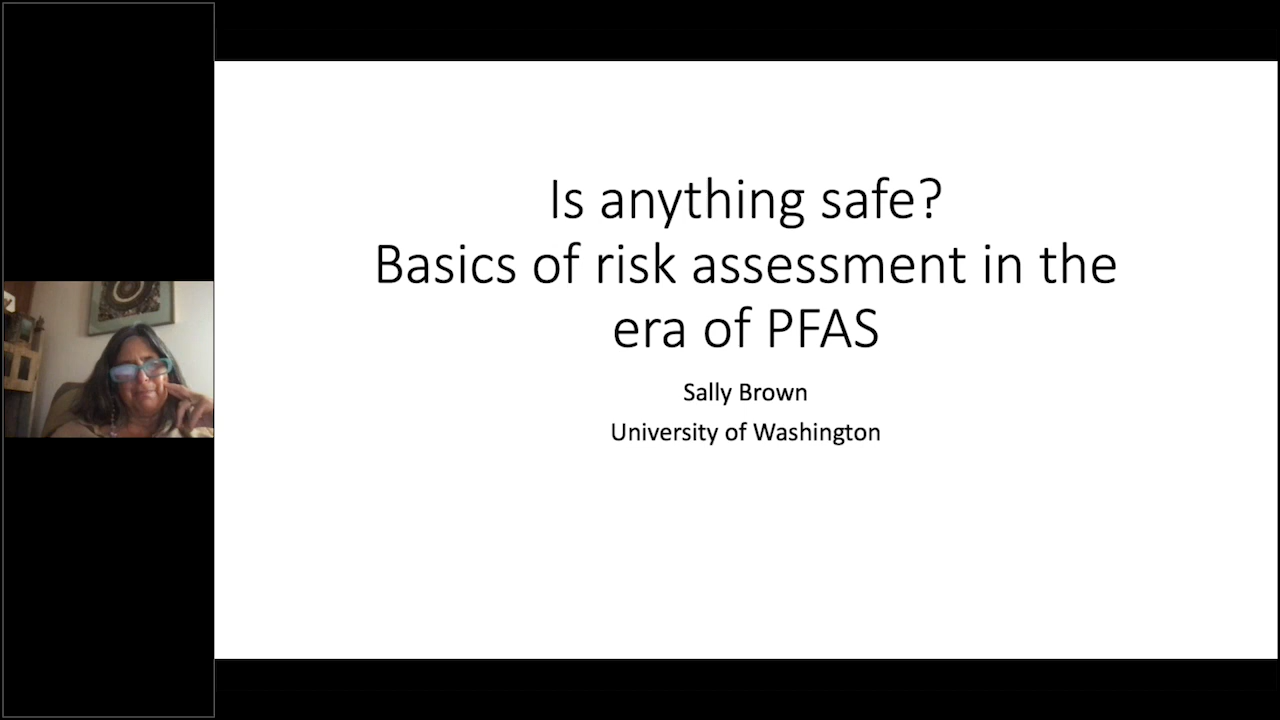 Is anything safe?
Basics of risk assessment in the
era of PFAS
Sally Brown
University of Washington